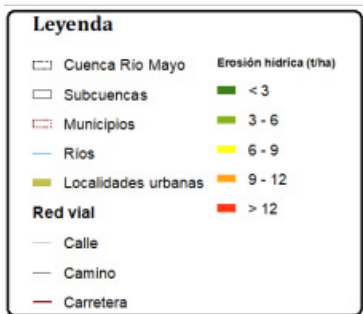 Leyenda
Cuenca Río Mayo
Subcuencas
Municipios
Ríos
Localidades urbanas
Red vial
Calle
Camino
Carretera
Erosión hídrica (t/ha)
< 3
3 - 6
6 - 9
9 - 12
> 12